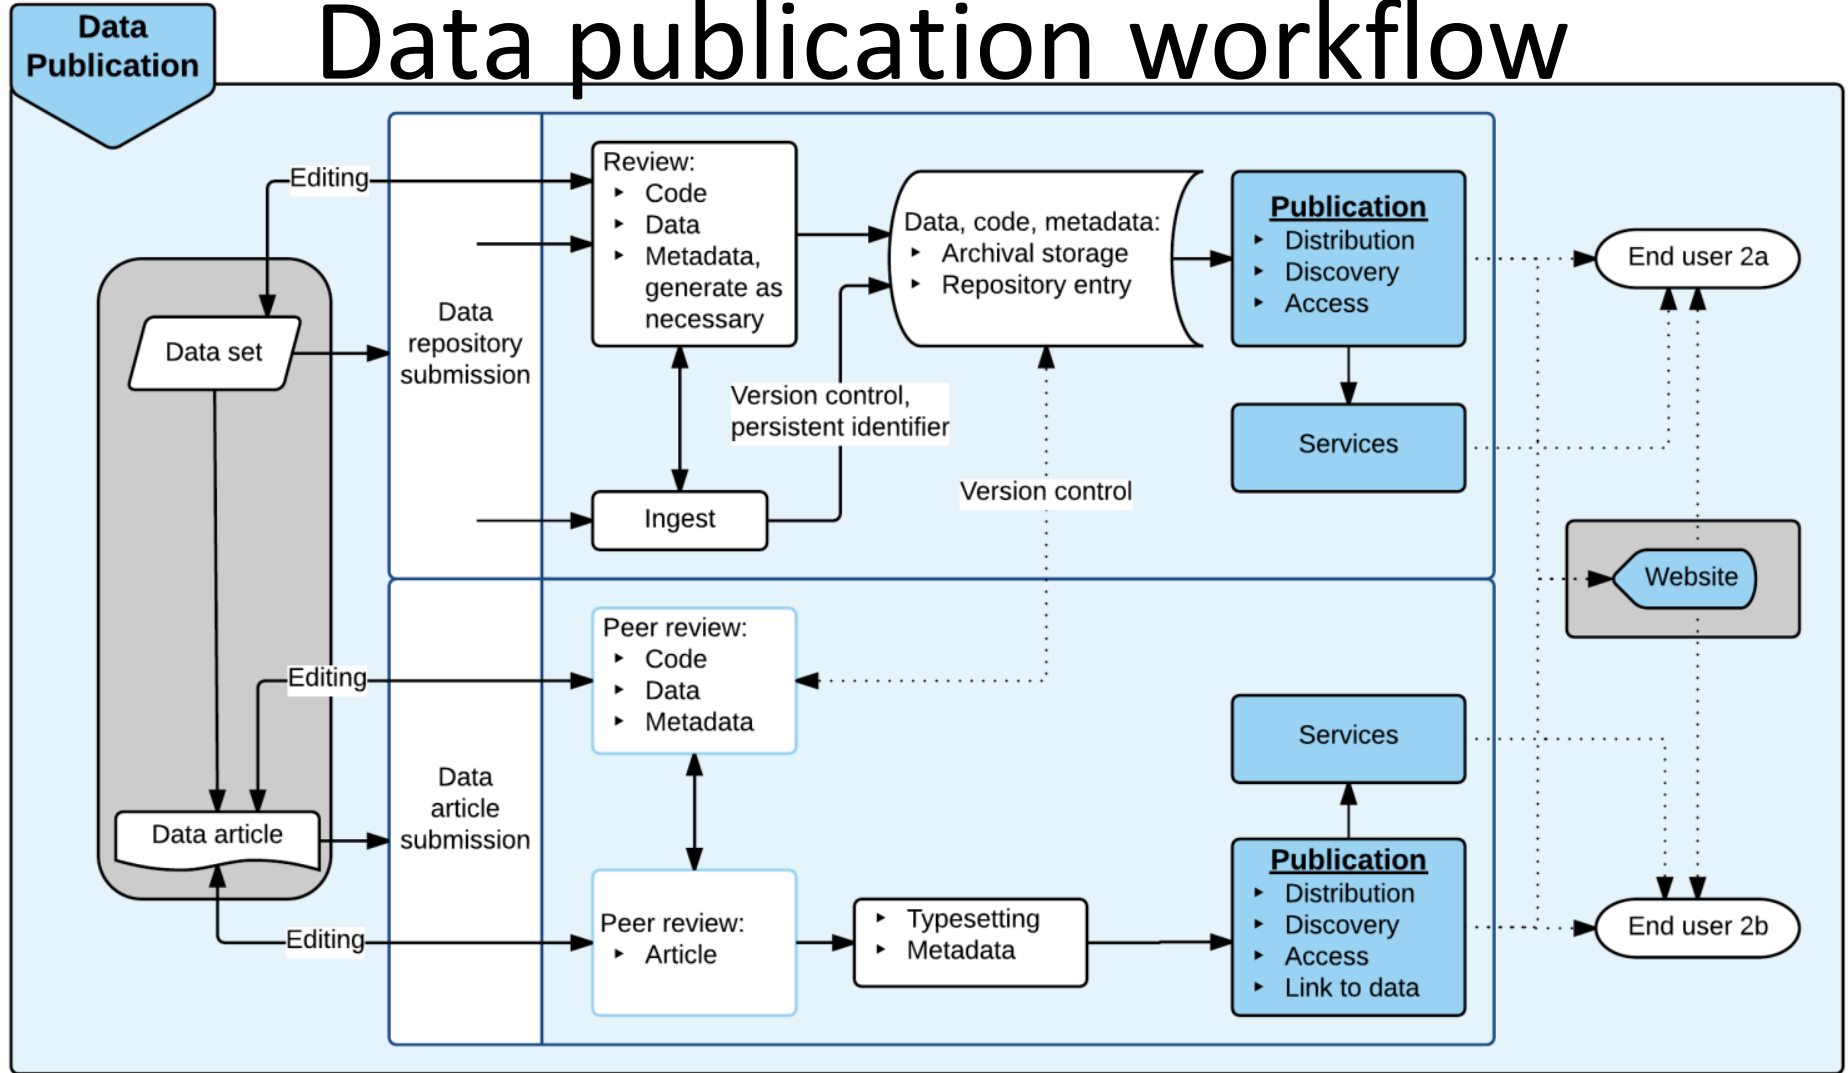 Data
Publication
Data publication workflow
Editing
Review:
‣ Code
‣ Data
‣ Metadata,
generate as
necessary
Data, code, metadata:
‣ Archival storage
‣ Repository entry
Publication
‣ Distribution
‣ Discovery
‣ Access
End user 2a
Data set
Data
repository
submission
Version control,
persistent identifier
Services
Version control
Ingest
Website
Peer review:
‣ Code
‣ Data
‣ Metadata
Editing
Services
Data
article
submission
Data article
Peer review:
‣ Article
‣ Typesetting
‣ Metadata
Publication
‣ Distribution
‣ Discovery
‣ Access
‣ Link to data
End user 2b
Editing